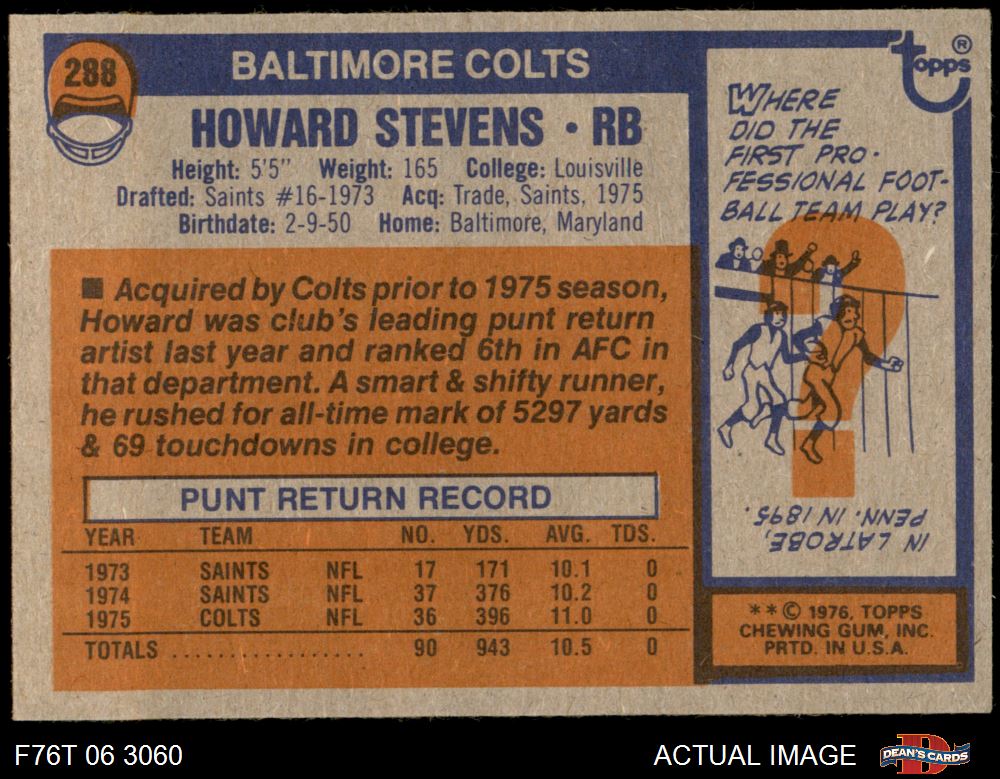 288
BALTIMORE COLTS
HOWARD STEVENS • RB
Height: 5'5" Weight: 165 College: Louisville
Drafted: Saints #16-1973 Acq: Trade, Saints, 1975
Birthdate: 2-9-50 Home: Baltimore, Maryland
■ Acquired by Colts prior to 1975 season,
Howard was club's leading punt return
artist last year and ranked 6th in AFC in
that department. A smart & shifty runner,
he rushed for all-time mark of 5297 yards
& 69 touchdowns in college.
PUNT RETURN RECORD
YEAR TEAM NO. YDS. AVG. TDS.
1973 SAINTS NFL 17 171 10.1 0
1974 SAINTS NFL 37 376 10.2 0
1975 COLTS NFL 36 396 11.0 0
TOTALS .................. 90 943 10.5 0
topps ®
WHERE
DID THE
FIRST PRO-
FESSIONAL FOOT-
BALL TEAM PLAY?
?
IN LATROBE,
PENN. IN 1895.
**© 1976, TOPPS
CHEWING GUM, INC.
PRTD. IN U.S.A.
F76T 06 3060
ACTUAL IMAGE
DEAN'S CARDS